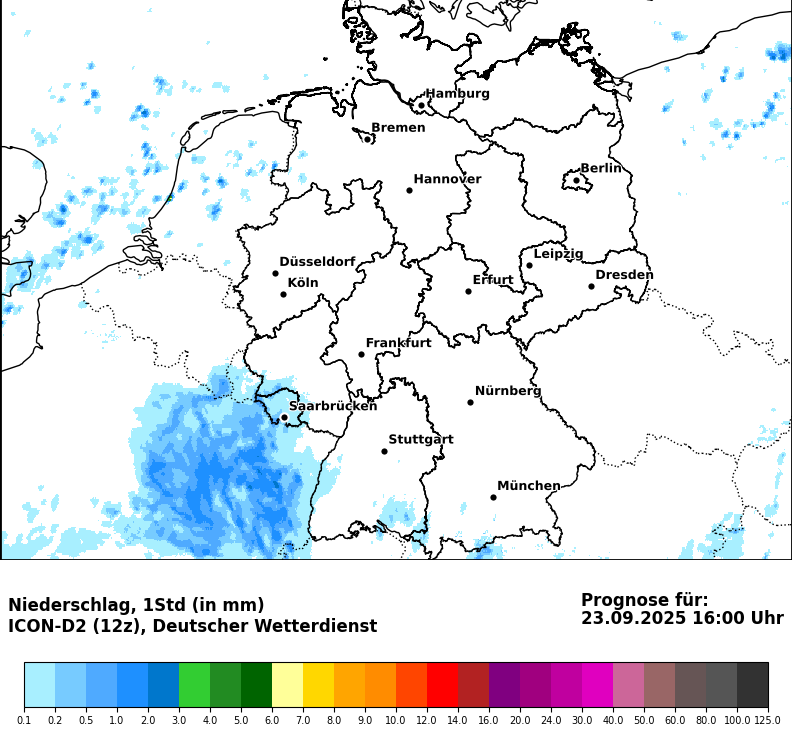 Hamburg
Bremen
Berlin
Hannover
Leipzig
Düsseldorf
Dresden
Köln
Erfurt
Frankfurt
Nürnberg
Saarbrücken
Stuttgart
München
Niederschlag, 1Std (in mm)
ICON-D2 (12z), Deutscher Wetterdienst
Prognose für:
23.09.2025 16:00 Uhr
0.1 0.2 0.5 1.0 2.0 3.0 4.0 5.0 6.0 7.0 8.0 9.0 10.0 12.0 14.0 16.0 20.0 24.0 30.0 40.0 50.0 60.0 80.0 100.0 125.0